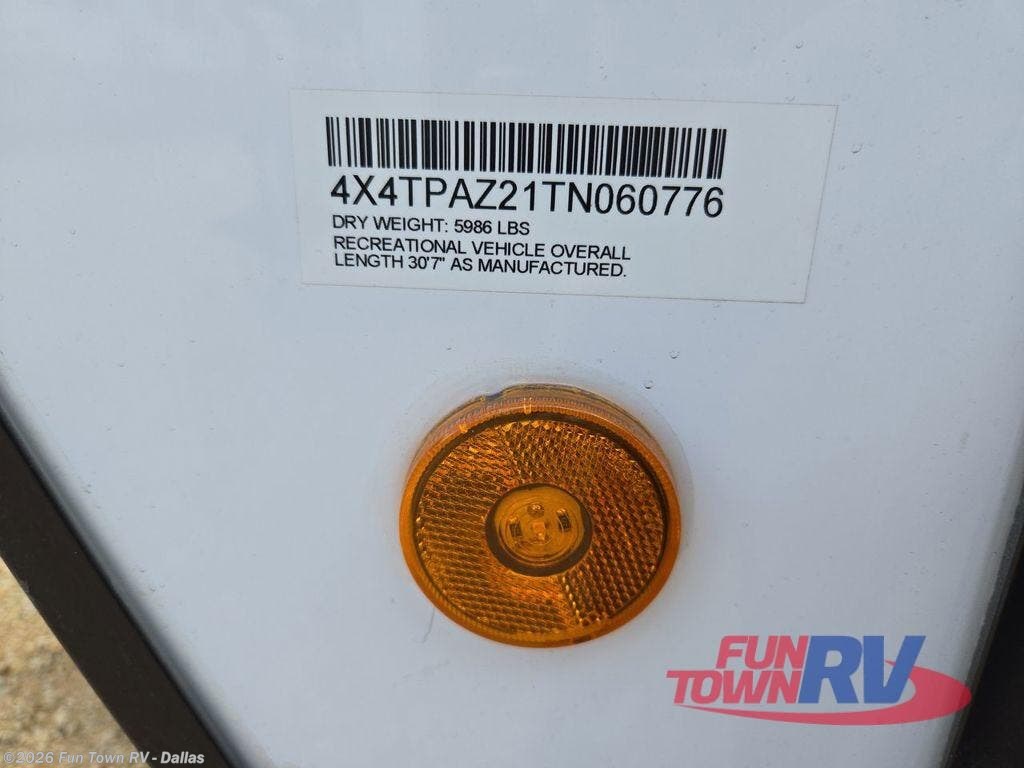 4X4TPAZ21TN060776
DRY WEIGHT: 5986 LBS
RECREATIONAL VEHICLE OVERALL
LENGTH 30'7" AS MANUFACTURED.
FUN
TOWN RV
©2026 Fun Town RV - Dallas